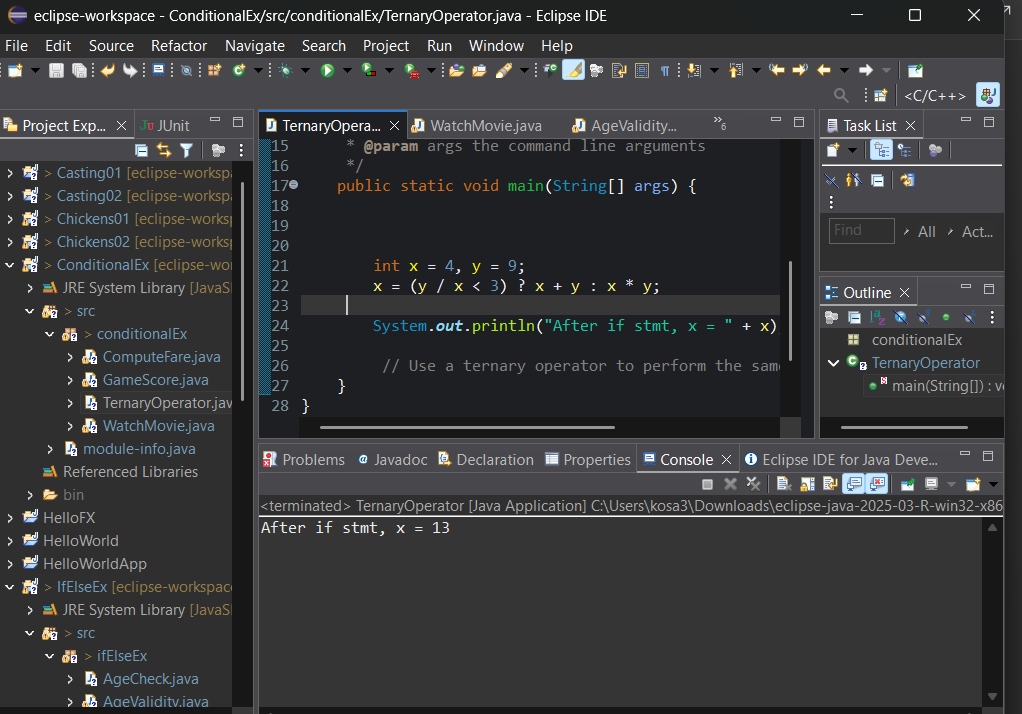 eclipse-workspace - ConditionalEx/src/conditionalEx/TernaryOperator.java - Eclipse IDE
File Edit Source Refactor Navigate Search Project Run Window Help
<C/C++>
Project Exp...
JUnit
> Casting01 [eclipse-worksp
> Casting02 [eclipse-worksp
> Chickens01 [eclipse-works
> Chickens02 [eclipse-works
> ConditionalEx [eclipse-wo
JRE System Library [JavaS
> src
> conditionalEx
ComputeFare.java
GameScore.java
TernaryOperator.jav
WatchMovie.java
module-info.java
Referenced Libraries
bin
HelloFX
HelloWorld
HelloWorldApp
> IfElseEx [eclipse-workspac
JRE System Library [JavaS
> src
> ifElseEx
AgeCheck.java
AgeValidity.java
TernaryOpera...
WatchMovie.java
AgeValidity...
»6
15 * @param args the command line arguments
16 */
17 public static void main(String[] args) {
18
19
20
21 int x = 4, y = 9;
22 x = (y / x < 3) ? x + y : x * y;
23
24 System.out.println("After if stmt, x = " + x)
25
26 // Use a ternary operator to perform the sam
27 }
28 }
Task List
Find
All
Act...
Outline
conditionalEx
TernaryOperator
main(String[]) : v
Problems
Javadoc
Declaration
Properties
Console
Eclipse IDE for Java Deve...
<terminated> TernaryOperator [Java Application] C:\Users\kosa3\Downloads\eclipse-java-2025-03-R-win32-x86
After if stmt, x = 13